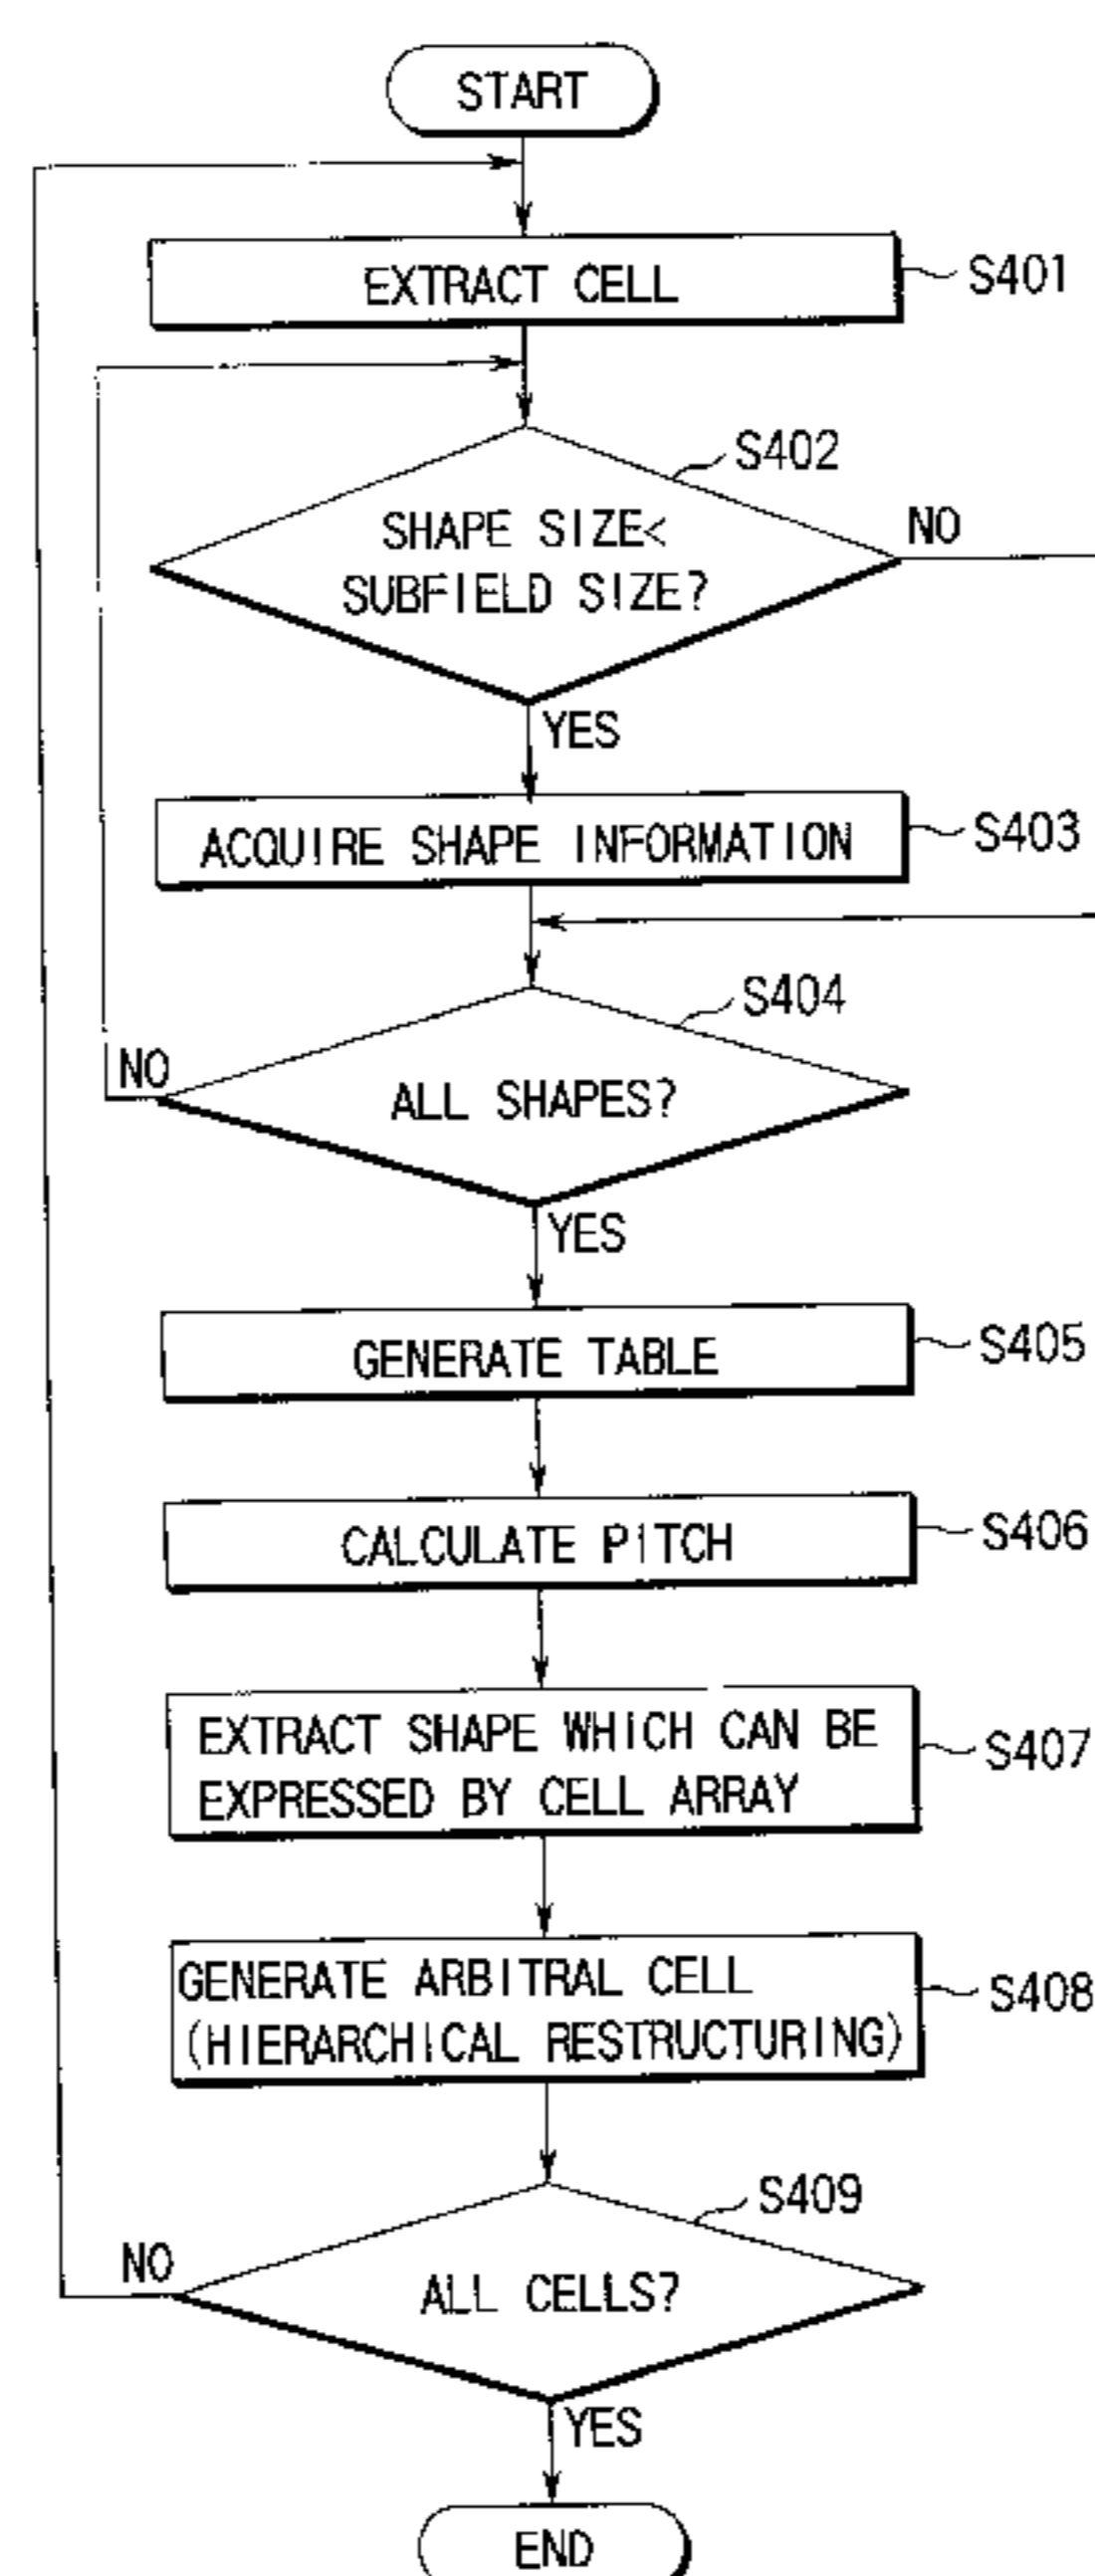 START
EXTRACT CELL
S401
S402
SHAPE SIZE<
SUBFIELD SIZE?
NO
YES
ACQUIRE SHAPE INFORMATION
S403
S404
NO
ALL SHAPES?
YES
GENERATE TABLE
S405
CALCULATE PITCH
S406
EXTRACT SHAPE WHICH CAN BE
EXPRESSED BY CELL ARRAY
S407
GENERATE ARBITRAL CELL
(HIERARCHICAL RESTRUCTURING)
S408
S409
NO
ALL CELLS?
YES
END